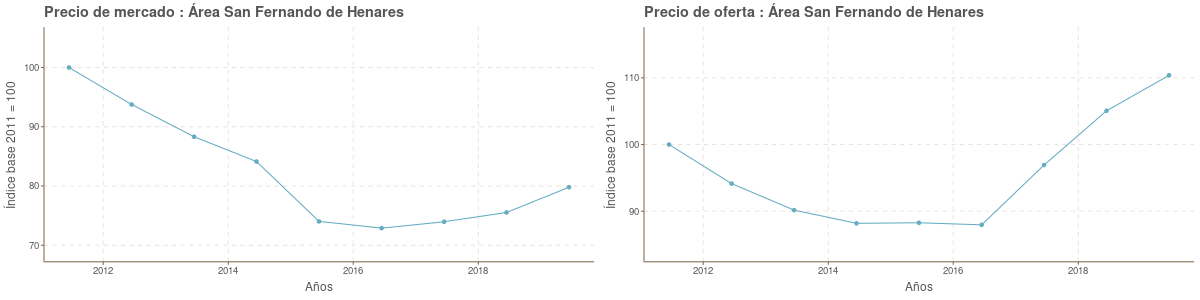 Precio de mercado : Área San Fernando de Henares
Índice base 2011 = 100
100
90
80
70
2012
2014
2016
2018
Años
Precio de oferta : Área San Fernando de Henares
Índice base 2011 = 100
110
100
90
2012
2014
2016
2018
Años